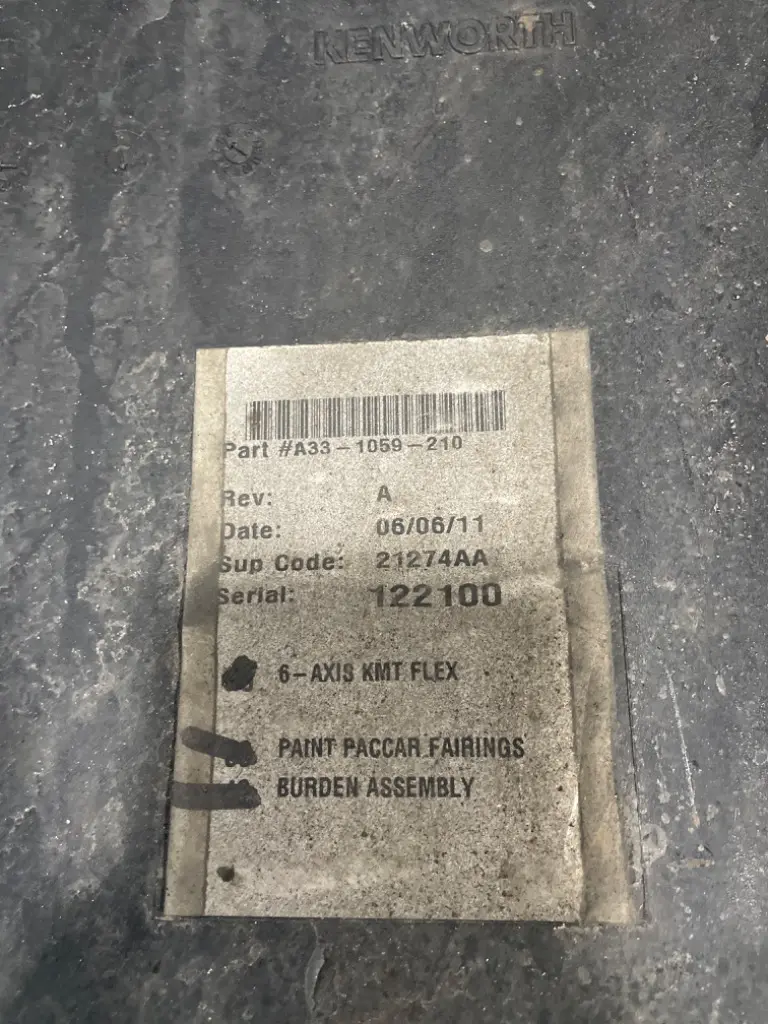 KENWORTH
Part #A33-1059-210
Rev: A
Date: 06/06/11
Sup Code: 21274AA
Serial: 122100
6-AXIS KMT FLEX
PAINT PACCAR FAIRINGS
BURDEN ASSEMBLY